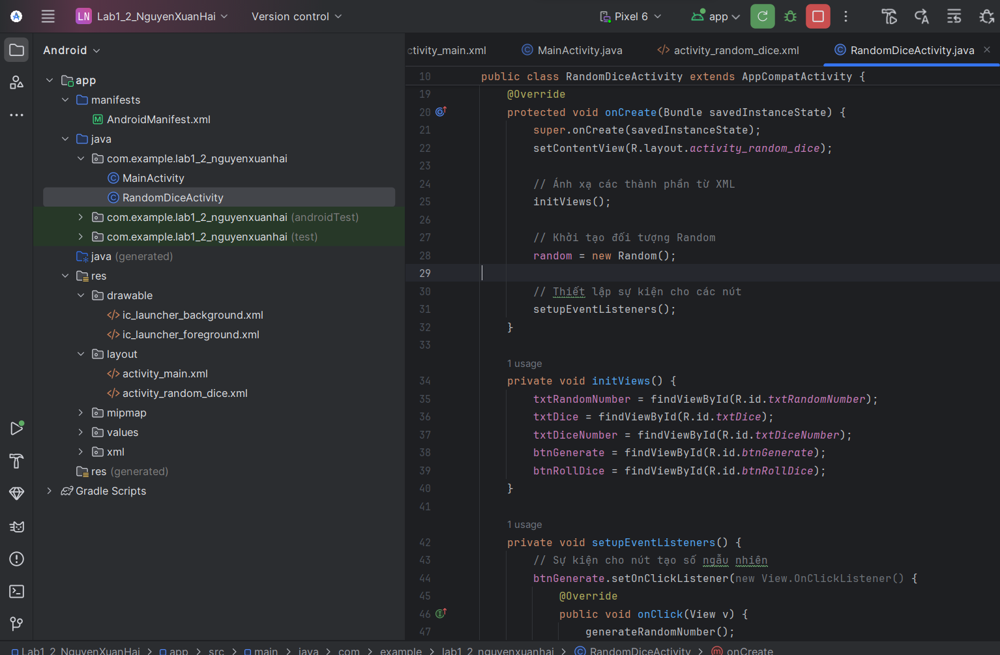 LN Lab1_2_NguyenXuanHai Version control Pixel 6 app
Android
app
manifests
AndroidManifest.xml
java
com.example.lab1_2_nguyenxuanhai
MainActivity
RandomDiceActivity
com.example.lab1_2_nguyenxuanhai (androidTest)
com.example.lab1_2_nguyenxuanhai (test)
java (generated)
res
drawable
ic_launcher_background.xml
ic_launcher_foreground.xml
layout
activity_main.xml
activity_random_dice.xml
mipmap
values
xml
res (generated)
Gradle Scripts
ctivity_main.xml MainActivity.java activity_random_dice.xml RandomDiceActivity.java
10 public class RandomDiceActivity extends AppCompatActivity {
19 @Override
20 protected void onCreate(Bundle savedInstanceState) {
21 super.onCreate(savedInstanceState);
22 setContentView(R.layout.activity_random_dice);
23
24 // Ánh xạ các thành phần từ XML
25 initViews();
26
27 // Khởi tạo đối tượng Random
28 random = new Random();
29
30 // Thiết lập sự kiện cho các nút
31 setupEventListeners();
32 }
33
1 usage
34 private void initViews() {
35 txtRandomNumber = findViewById(R.id.txtRandomNumber);
36 txtDice = findViewById(R.id.txtDice);
37 txtDiceNumber = findViewById(R.id.txtDiceNumber);
38 btnGenerate = findViewById(R.id.btnGenerate);
39 btnRollDice = findViewById(R.id.btnRollDice);
40 }
41
1 usage
42 private void setupEventListeners() {
43 // Sự kiện cho nút tạo số ngẫu nhiên
44 btnGenerate.setOnClickListener(new View.OnClickListener() {
45 @Override
46 public void onClick(View v) {
47 generateRandomNumber();
Lab1_2_NguyenXuanHai > app > src > main > java > com > example > lab1_2_nguyenxuanhai > RandomDiceActivity > onCreate